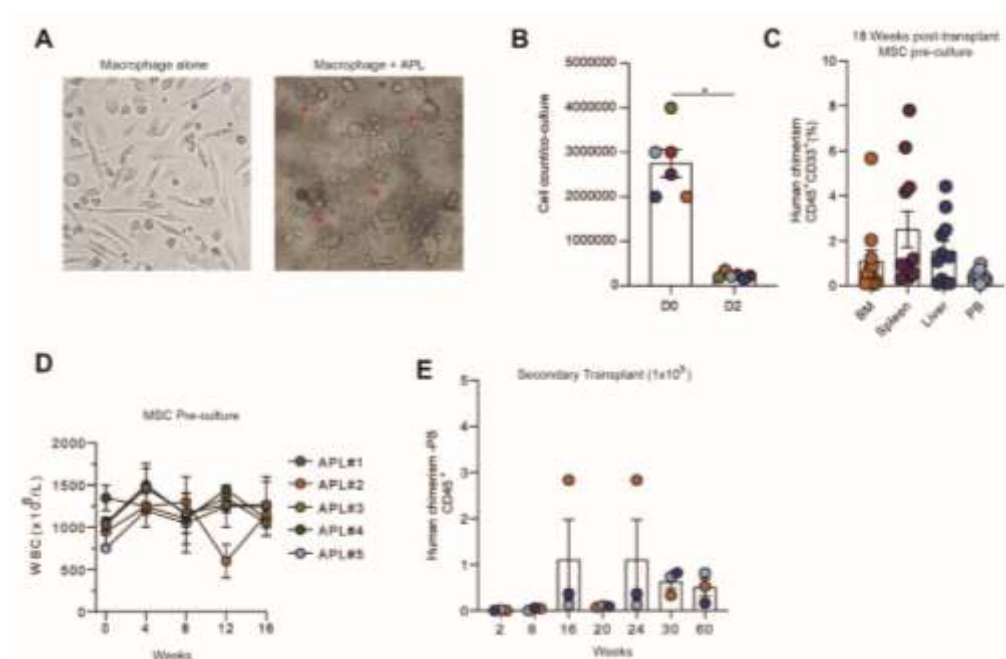 A
Macrophage alone
Macrophage + APL
B
Cell count/co-culture
5000000
4000000
3000000
2000000
1000000
0
D0
D2
*
C
18 Weeks post-transplant
MSC pre-culture
Human chimerism
CD45⁺CD33⁺(%)
10
8
6
4
2
0
BM
Spleen
Liver
PB
D
MSC Pre-culture
WBC (x10⁶/L)
2000
1500
1000
500
0
0
4
8
12
16
Weeks
APL#1
APL#2
APL#3
APL#4
APL#5
E
Secondary Transplant (1x10⁵)
Human chimerism -PB
CD45⁺
5
4
3
2
1
0
2
8
16
20
24
30
60
Weeks